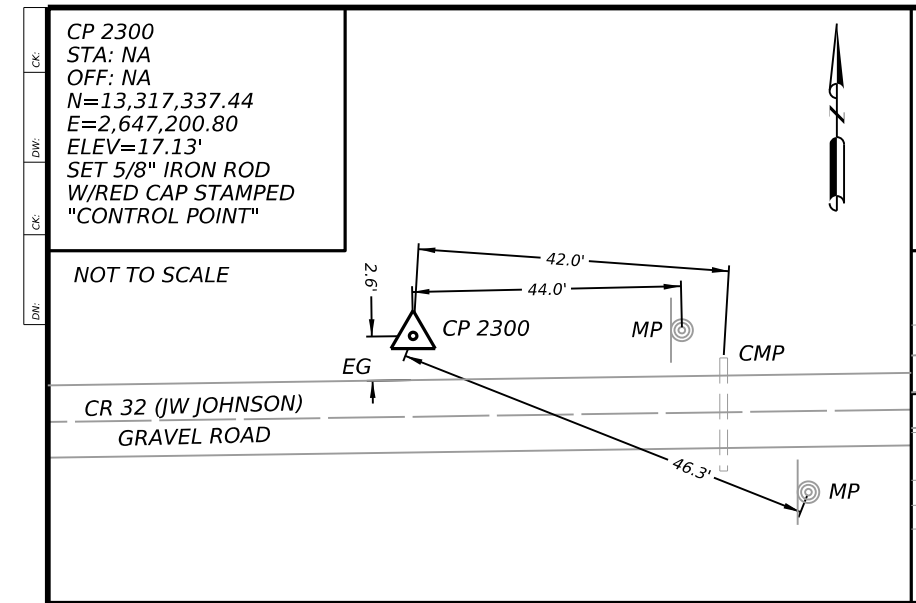 CK:
DW:
CK:
DN:
CP 2300
STA: NA
OFF: NA
N=13,317,337.44
E=2,647,200.80
ELEV=17.13'
SET 5/8" IRON ROD
W/RED CAP STAMPED
"CONTROL POINT"
NOT TO SCALE
42.0'
44.0'
2.6'
CP 2300
MP
CMP
EG
CR 32 (JW JOHNSON)
GRAVEL ROAD
46.3'
MP